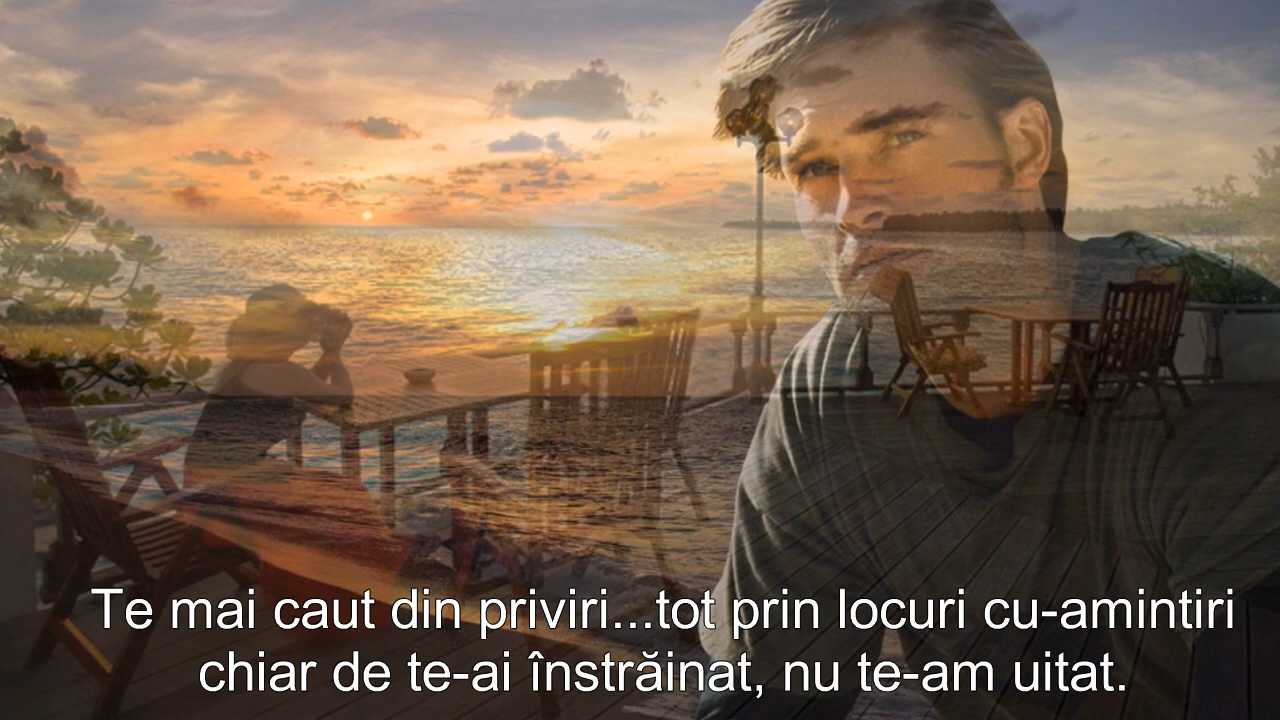 Te mai caut din priviri...tot prin locuri cu-amintiri
chiar de te-ai înstrăinat, nu te-am uitat.